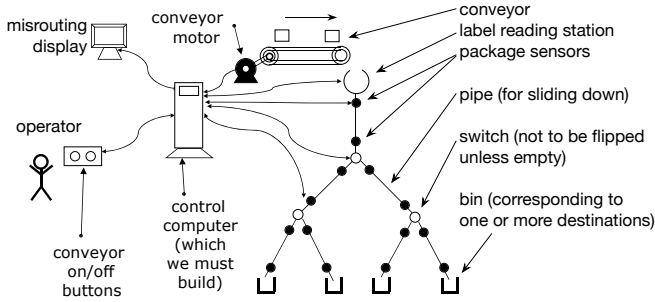 misrouting
display
conveyor
motor
conveyor
label reading station
package sensors
pipe (for sliding down)
switch (not to be flipped
unless empty)
bin (corresponding to
one or more destinations)
operator
conveyor
on/off
buttons
control
computer
(which
we must
build)